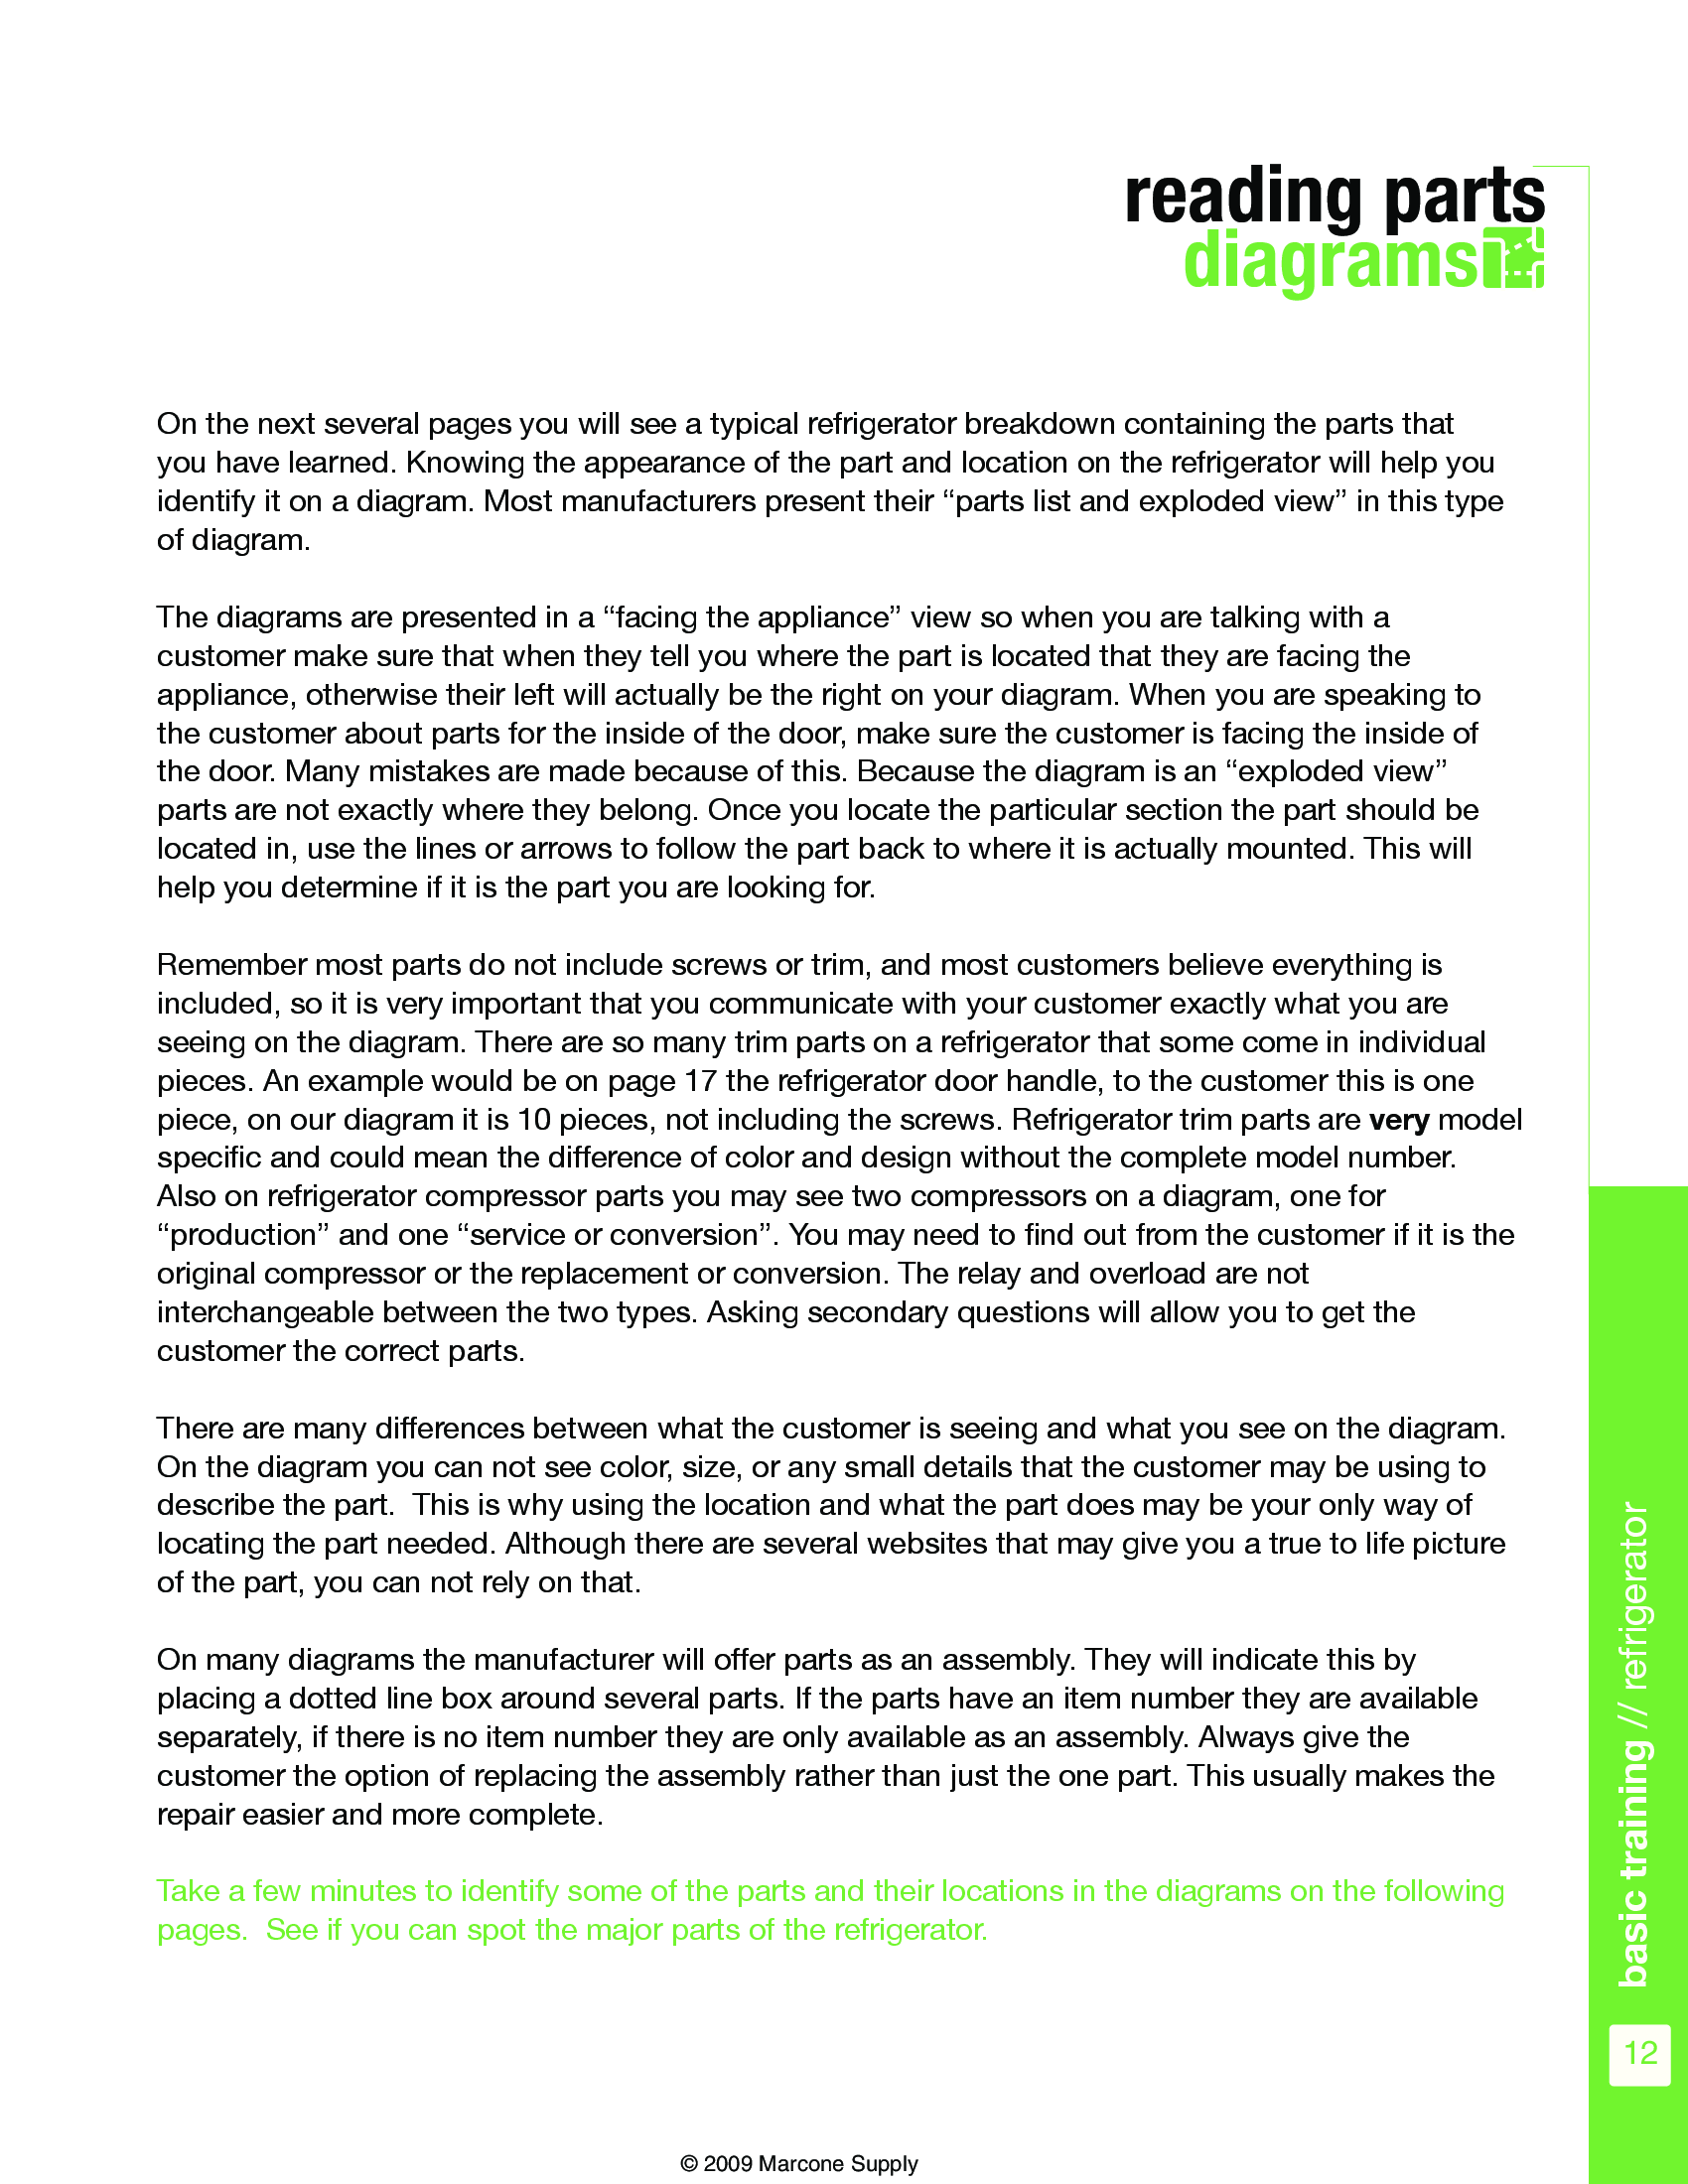 reading parts
diagrams
On the next several pages you will see a typical refrigerator breakdown containing the parts that
you have learned. Knowing the appearance of the part and location on the refrigerator will help you
identify it on a diagram. Most manufacturers present their “parts list and exploded view” in this type
of diagram.
The diagrams are presented in a “facing the appliance” view so when you are talking with a
customer make sure that when they tell you where the part is located that they are facing the
appliance, otherwise their left will actually be the right on your diagram. When you are speaking to
the customer about parts for the inside of the door, make sure the customer is facing the inside of
the door. Many mistakes are made because of this. Because the diagram is an “exploded view”
parts are not exactly where they belong. Once you locate the particular section the part should be
located in, use the lines or arrows to follow the part back to where it is actually mounted. This will
help you determine if it is the part you are looking for.
Remember most parts do not include screws or trim, and most customers believe everything is
included, so it is very important that you communicate with your customer exactly what you are
seeing on the diagram. There are so many trim parts on a refrigerator that some come in individual
pieces. An example would be on page 17 the refrigerator door handle, to the customer this is one
piece, on our diagram it is 10 pieces, not including the screws. Refrigerator trim parts are very model
specific and could mean the difference of color and design without the complete model number.
Also on refrigerator compressor parts you may see two compressors on a diagram, one for
“production” and one “service or conversion”. You may need to find out from the customer if it is the
original compressor or the replacement or conversion. The relay and overload are not
interchangeable between the two types. Asking secondary questions will allow you to get the
customer the correct parts.
There are many differences between what the customer is seeing and what you see on the diagram.
On the diagram you can not see color, size, or any small details that the customer may be using to
describe the part.  This is why using the location and what the part does may be your only way of
locating the part needed. Although there are several websites that may give you a true to life picture
of the part, you can not rely on that.
On many diagrams the manufacturer will offer parts as an assembly. They will indicate this by
placing a dotted line box around several parts. If the parts have an item number they are available
separately, if there is no item number they are only available as an assembly. Always give the
customer the option of replacing the assembly rather than just the one part. This usually makes the
repair easier and more complete.
Take a few minutes to identify some of the parts and their locations in the diagrams on the following
pages.  See if you can spot the major parts of the refrigerator.
basic training // refrigerator
12
© 2009 Marcone Supply